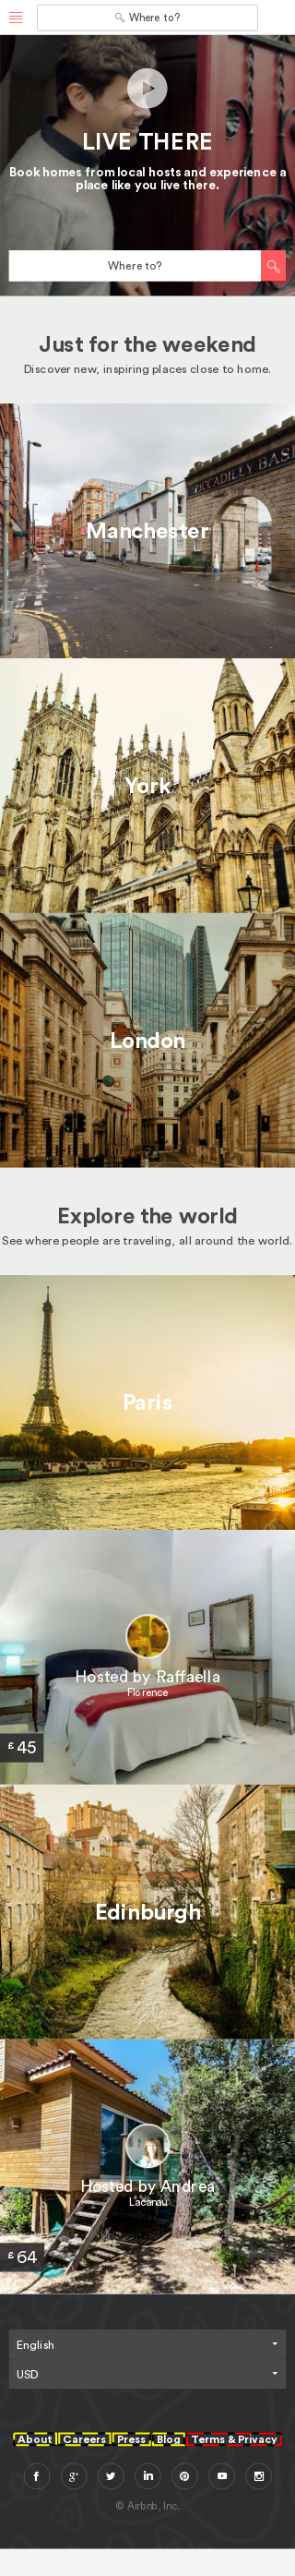 Where to?
LIVE THERE
Book homes from local hosts and experience a
place like you live there.
Where to?
Just for the weekend
Discover new, inspiring places close to home.
PICCADILLY BASI
Manchester
York
London
Explore the world
See where people are traveling, all around the world.
Paris
Hosted by Raffaella
Florence
£ 45
Edinburgh
Hosted by Andrea
Lacanau
£ 64
English
USD
About Careers Press Blog Terms & Privacy
© Airbnb, Inc.